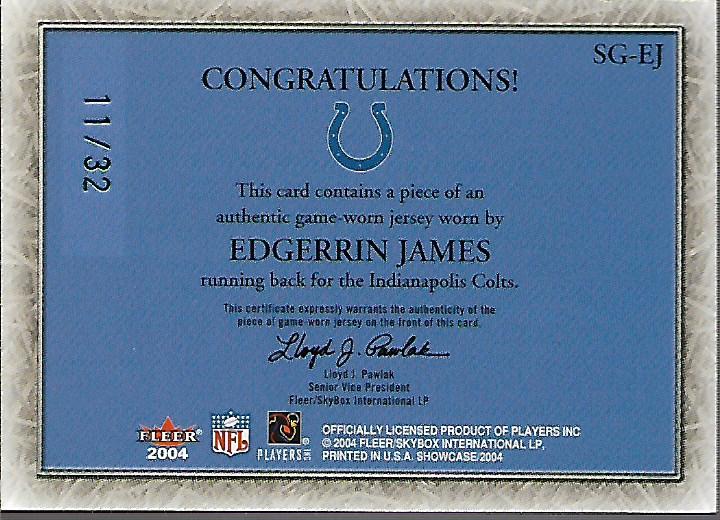 SG-EJ
CONGRATULATIONS!
11/32
This card contains a piece of an
authentic game-worn jersey worn by
EDGERRIN JAMES
running back for the Indianapolis Colts.
This certificate expressly warrants the authenticity of the
piece of game-worn jersey on the front of this card.
Lloyd J. Pawlak
Lloyd J. Pawlak
Senior Vice President
Fleer/SkyBox International LP
FLEER®
2004
NFL
PLAYERS INC
®
OFFICIALLY LICENSED PRODUCT OF PLAYERS INC
© 2004 FLEER/SKYBOX INTERNATIONAL LP,
PRINTED IN U.S.A. SHOWCASE/2004